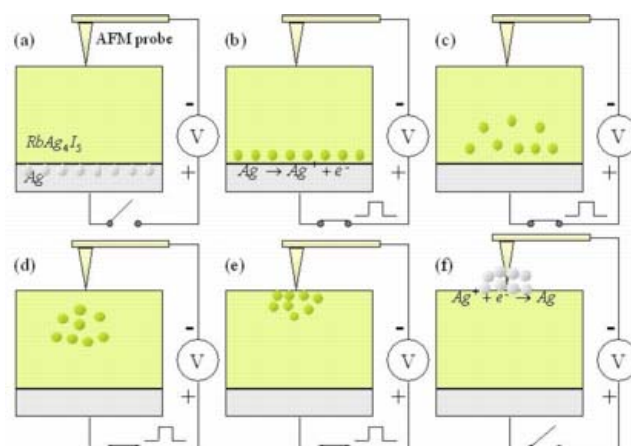 (a)
AFM probe
-
V
+
RbAg₄I₅
Ag
(b)
-
V
+
Ag → Ag⁺ + e⁻
(c)
-
V
+
(d)
-
V
+
(e)
-
V
+
(f)
Ag⁺ + e⁻ → Ag
-
V
+